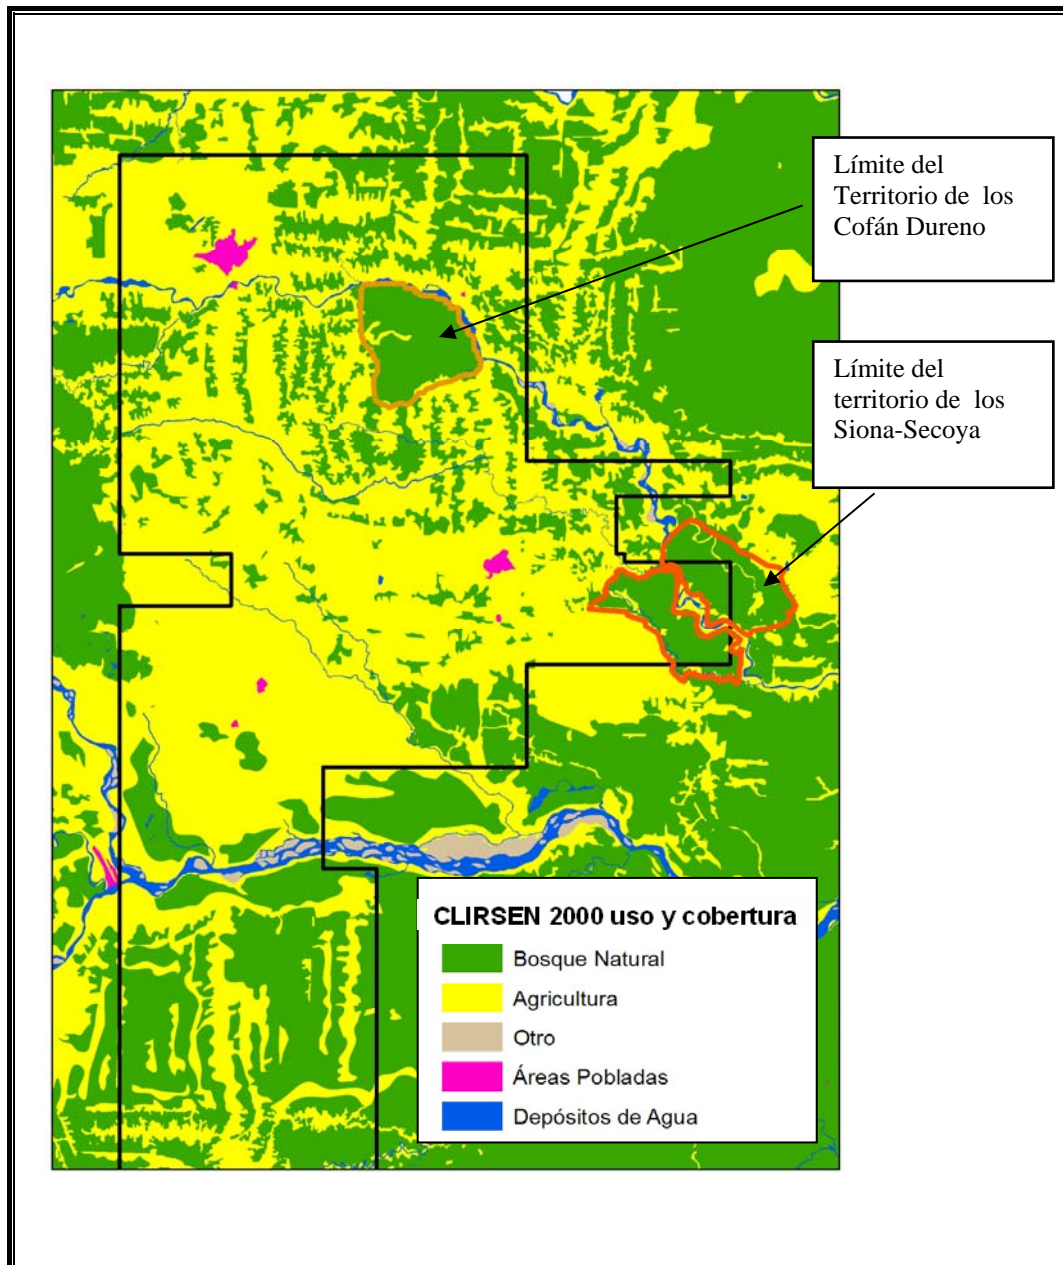 Límite del
Territorio de los
Cofán Dureno
Límite del
territorio de los
Siona-Secoya
CLIRSEN 2000 uso y cobertura
Bosque Natural
Agricultura
Otro
Áreas Pobladas
Depósitos de Agua